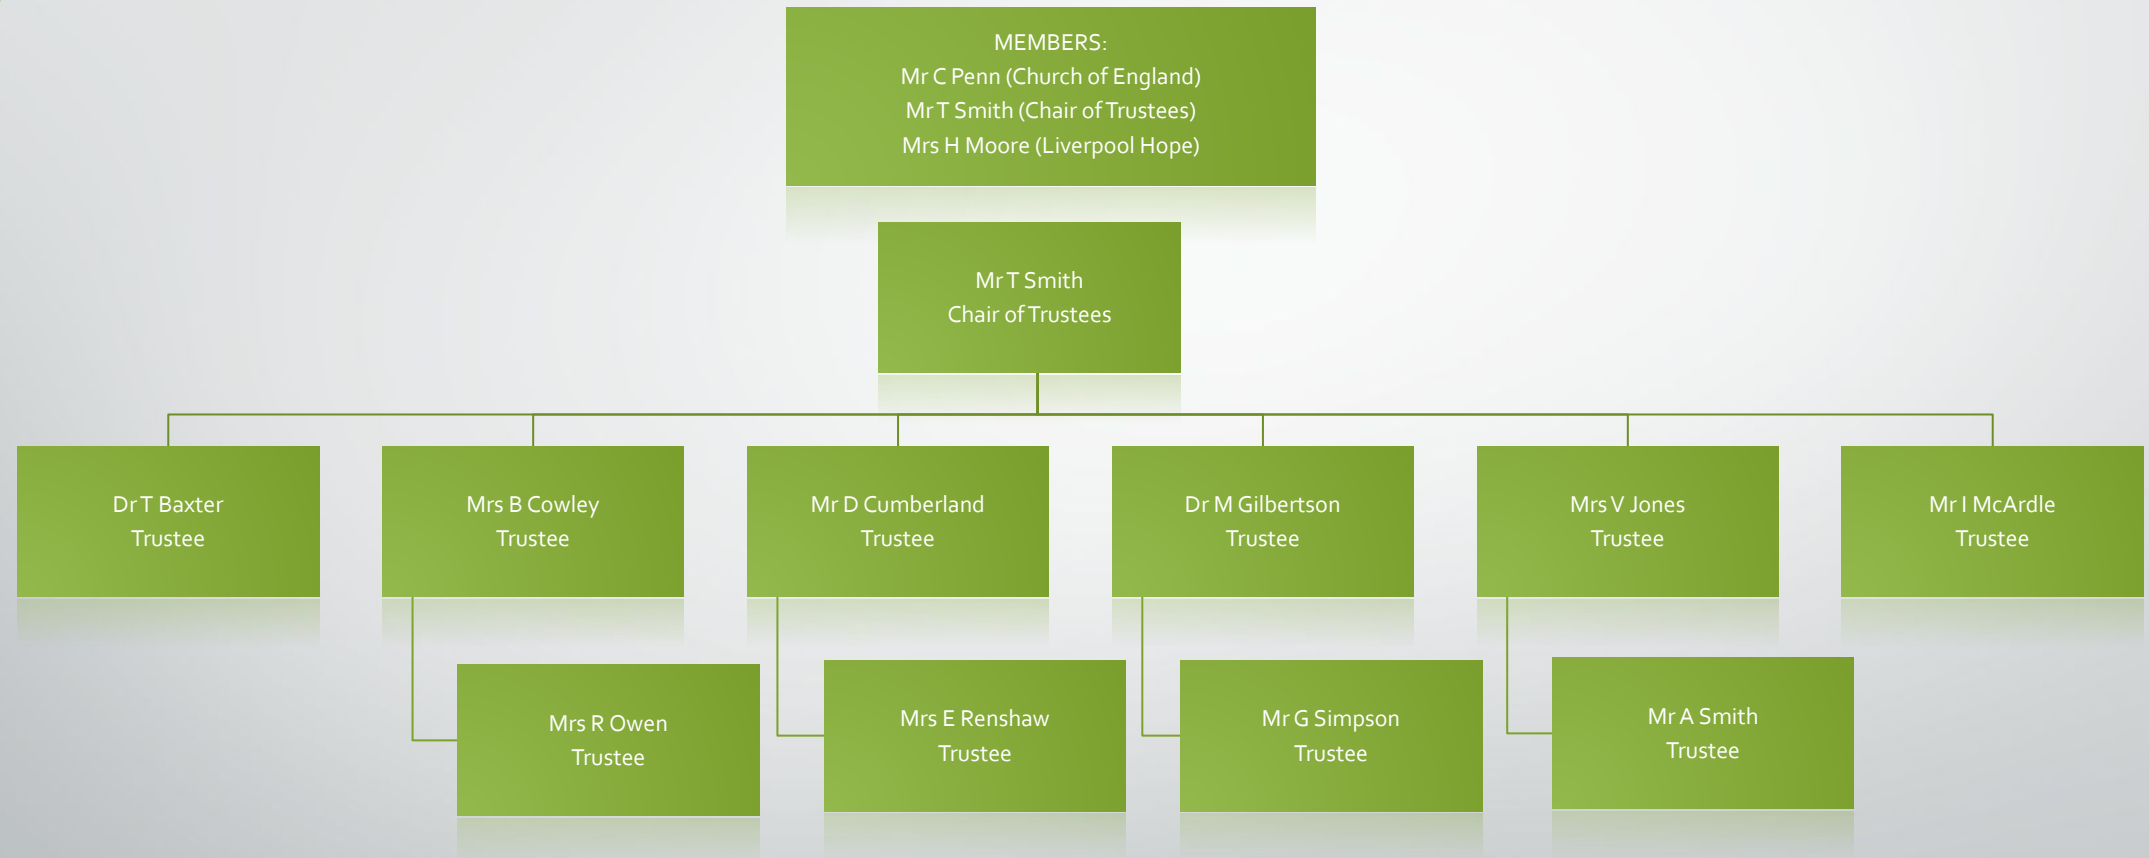 MEMBERS:
Mr C Penn (Church of England)
Mr T Smith (Chair of Trustees)
Mrs H Moore (Liverpool Hope)
Mr T Smith
Chair of Trustees
Dr T Baxter
Trustee
Mrs B Cowley
Trustee
Mr D Cumberland
Trustee
Dr M Gilbertson
Trustee
Mrs V Jones
Trustee
Mr I McArdle
Trustee
Mrs R Owen
Trustee
Mrs E Renshaw
Trustee
Mr G Simpson
Trustee
Mr A Smith
Trustee